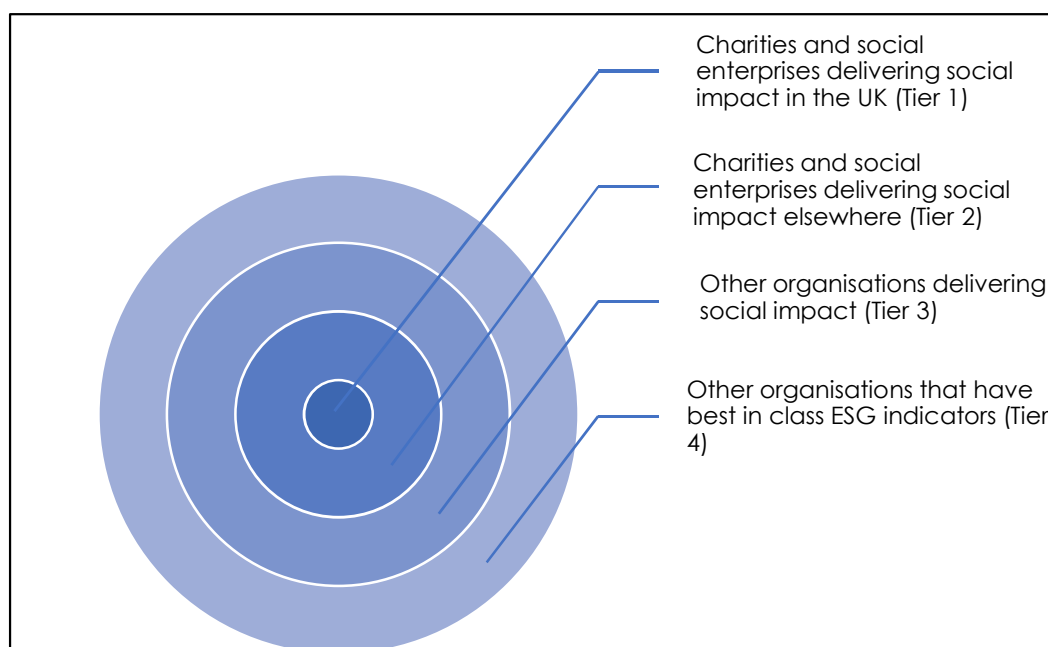 Charities and social
enterprises delivering social
impact in the UK (Tier 1)
Charities and social
enterprises delivering social
impact elsewhere (Tier 2)
Other organisations delivering
social impact (Tier 3)
Other organisations that have
best in class ESG indicators (Tier
4)